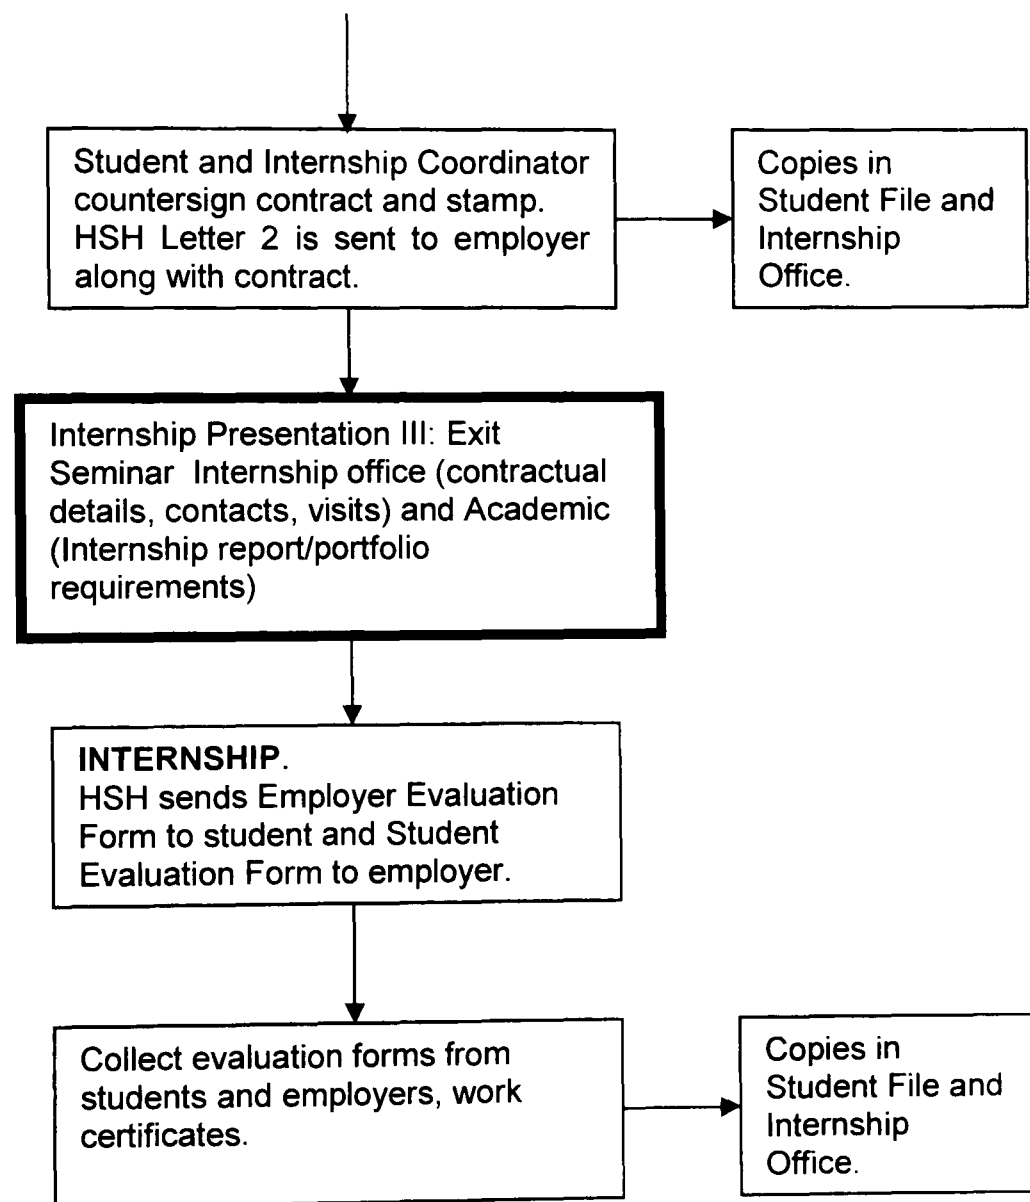 Student and Internship Coordinator
countersign contract and stamp.
HSH Letter 2 is sent to employer
along with contract.
Copies in
Student File and
Internship
Office.
Internship Presentation III: Exit
Seminar Internship office (contractual
details, contacts, visits) and Academic
(Internship report/portfolio
requirements)
INTERNSHIP.
HSH sends Employer Evaluation
Form to student and Student
Evaluation Form to employer.
Collect evaluation forms from
students and employers, work
certificates.
Copies in
Student File and
Internship
Office.